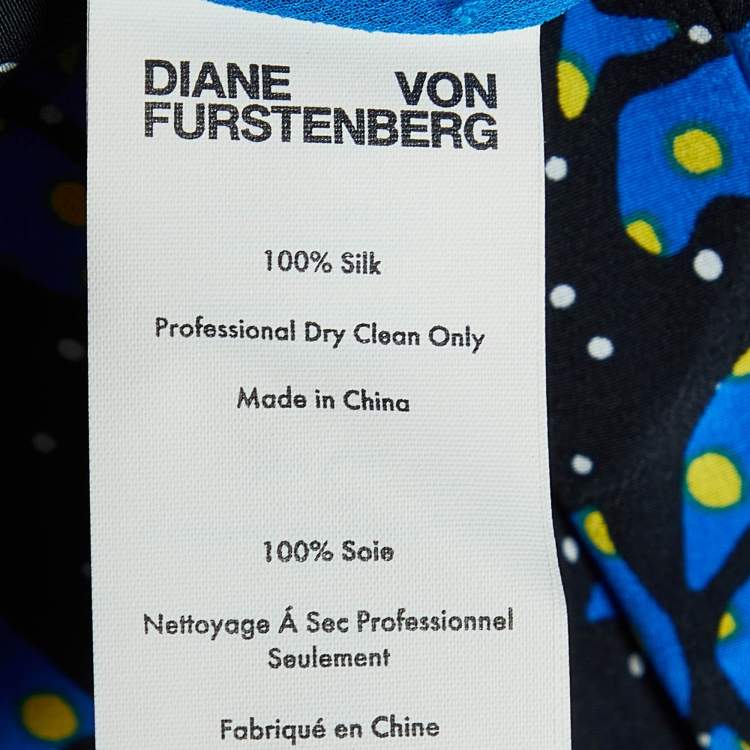 DIANE VON
FURSTENBERG
100% Silk
Professional Dry Clean Only
Made in China
100% Soie
Nettoyage Á Sec Professionnel
Seulement
Fabriqué en Chine